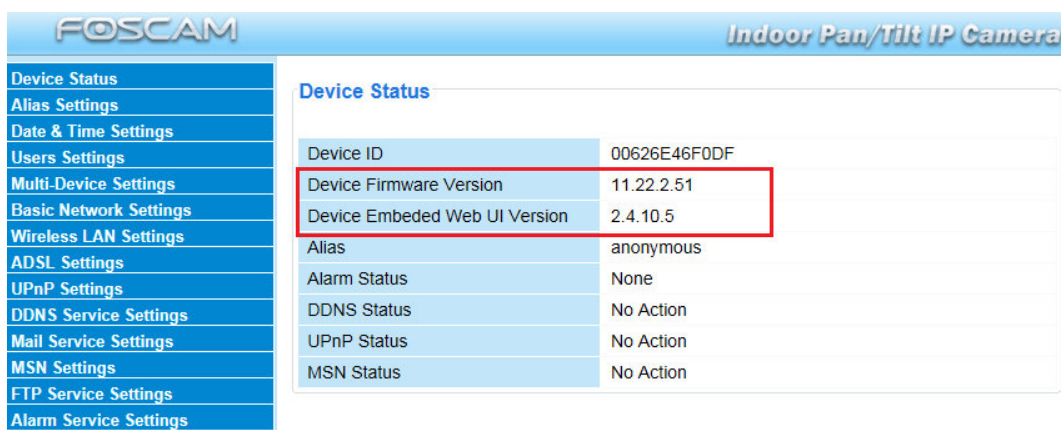 FOSCAM
Indoor Pan/Tilt IP Camera
Device Status
Alias Settings
Date & Time Settings
Users Settings
Multi-Device Settings
Basic Network Settings
Wireless LAN Settings
ADSL Settings
UPnP Settings
DDNS Service Settings
Mail Service Settings
MSN Settings
FTP Service Settings
Alarm Service Settings
Device Status
Device ID 00626E46F0DF
Device Firmware Version 11.22.2.51
Device Embeded Web UI Version 2.4.10.5
Alias anonymous
Alarm Status None
DDNS Status No Action
UPnP Status No Action
MSN Status No Action